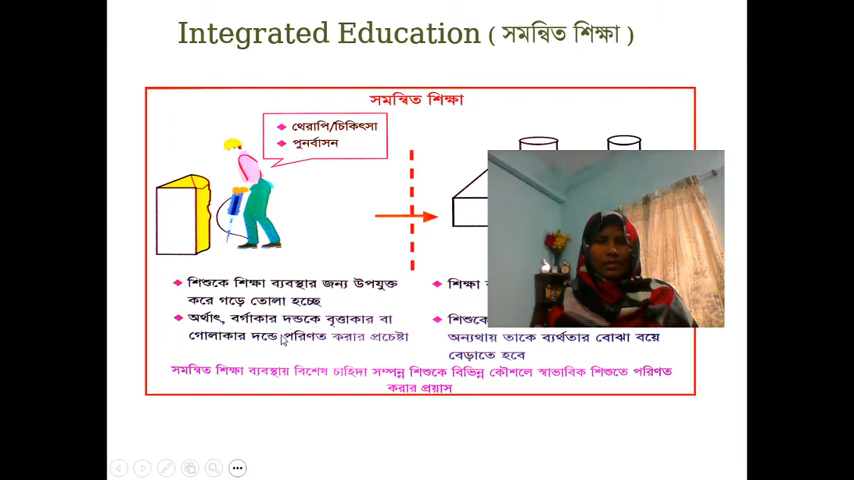 Integrated Education ( সমন্বিত শিক্ষা )
সমন্বিত শিক্ষা
থেরাপি/চিকিৎসা
পুনর্বাসন
শিশুকে শিক্ষা ব্যবস্থার জন্য উপযুক্ত
করে গড়ে তোলা হচ্ছে
অর্থাৎ, বর্গাকার দন্ডকে বৃত্তাকার বা
গোলাকার দন্ডে পরিণত করার প্রচেষ্টা
শিক্ষা
শিশুকে
অন্যথায় তাকে ব্যর্থতার বোঝা বয়ে
বেড়াতে হবে
সমন্বিত শিক্ষা ব্যবস্থায় বিশেষ চাহিদা সম্পন্ন শিশুকে বিভিন্ন কৌশলে স্বাভাবিক শিশুতে পরিণত
করার প্রয়াস